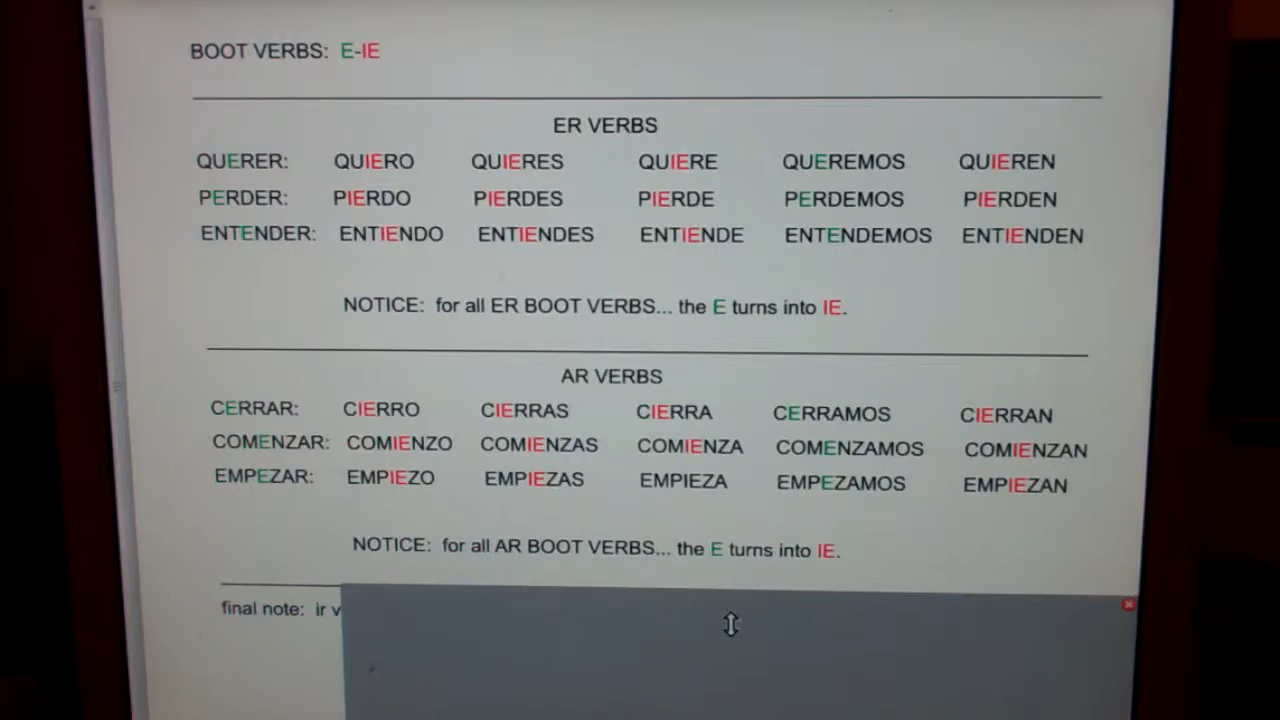 BOOT VERBS: E-IE
ER VERBS
QUERER: QUIERO QUIERES QUIERE QUEREMOS QUIEREN
PERDER: PIERDO PIERDES PIERDE PERDEMOS PIERDEN
ENTENDER: ENTIENDO ENTIENDES ENTIENDE ENTENDEMOS ENTIENDEN
NOTICE: for all ER BOOT VERBS... the E turns into IE.
AR VERBS
CERRAR: CIERRO CIERRAS CIERRA CERRAMOS CIERRAN
COMENZAR: COMIENZO COMIENZAS COMIENZA COMENZAMOS COMIENZAN
EMPEZAR: EMPIEZO EMPIEZAS EMPIEZA EMPEZAMOS EMPIEZAN
NOTICE: for all AR BOOT VERBS... the E turns into IE.
final note: ir v